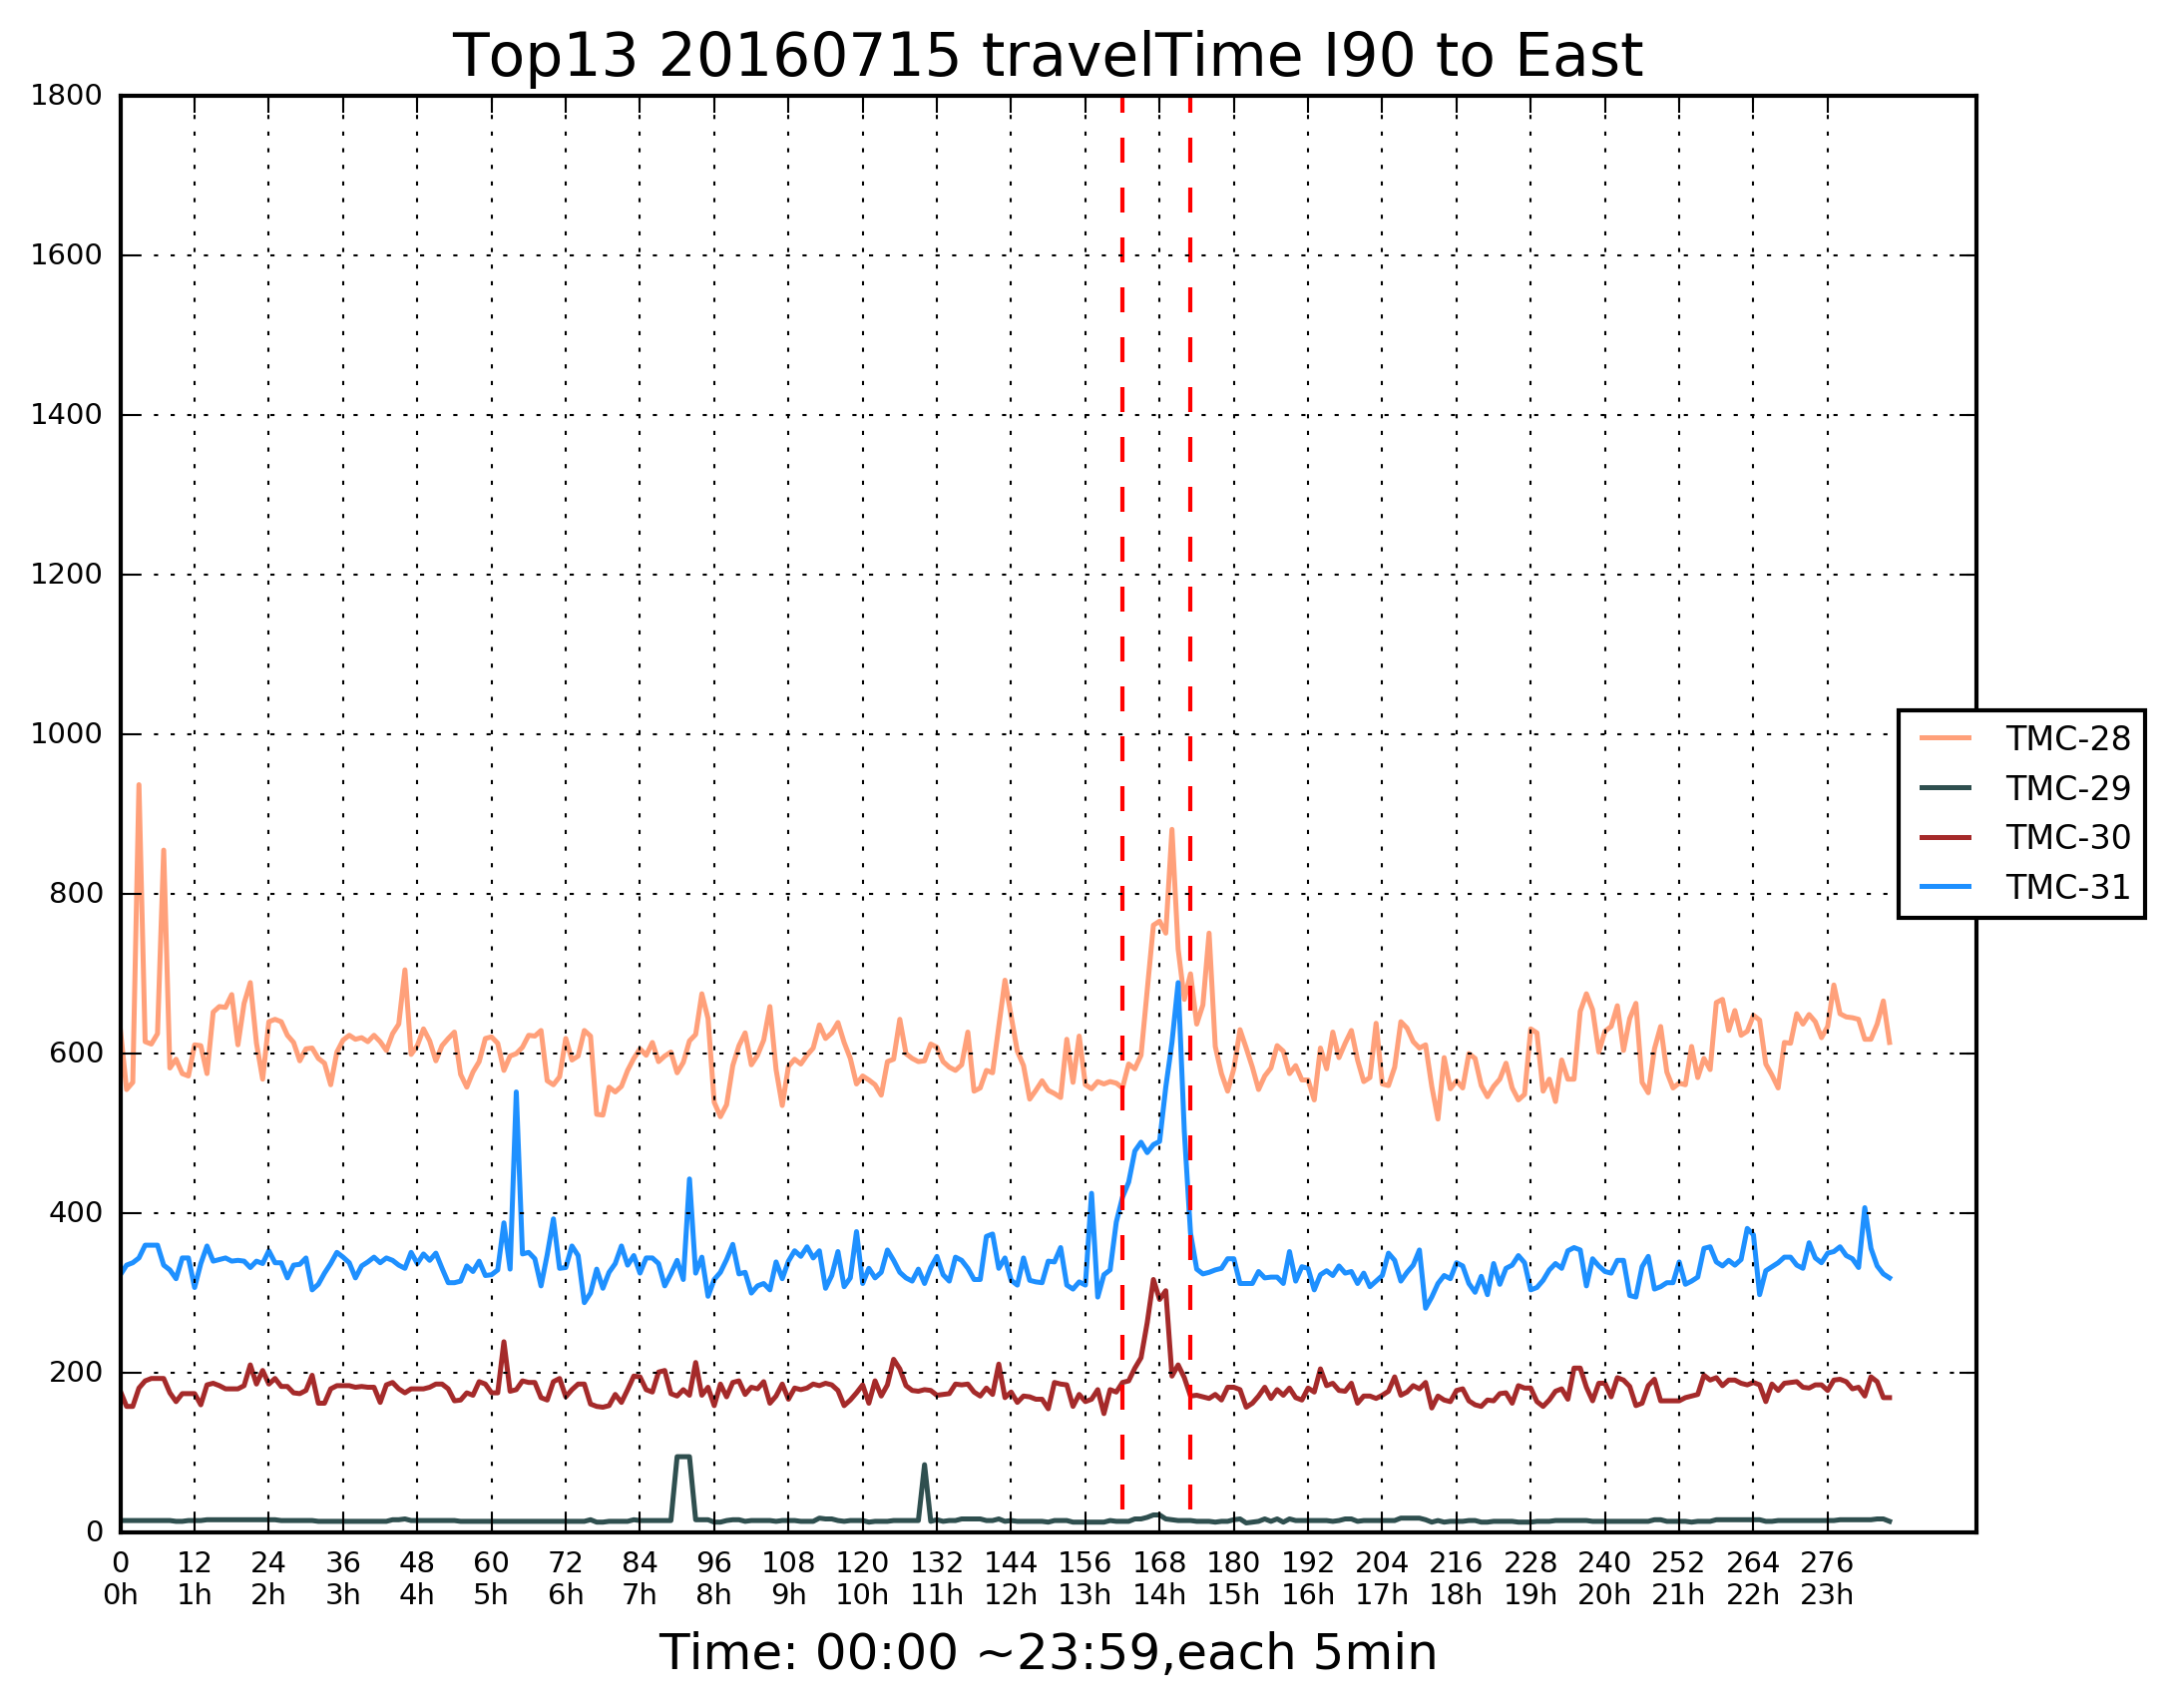 Top13 20160715 travelTime I90 to East
1800
1600
1400
1200
1000
800
600
400
200
0
TMC-28
TMC-29
TMC-30
TMC-31
0 12 24 36 48 60 72 84 96 108 120 132 144 156 168 180 192 204 216 228 240 252 264 276
0h 1h 2h 3h 4h 5h 6h 7h 8h 9h 10h 11h 12h 13h 14h 15h 16h 17h 18h 19h 20h 21h 22h 23h
Time: 00:00 ~23:59,each 5min